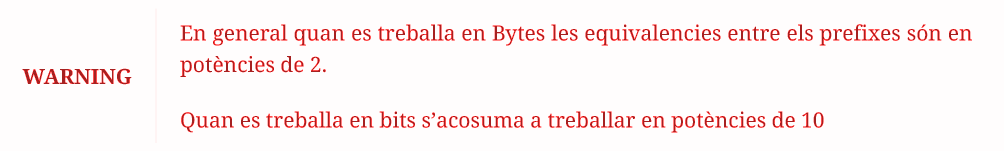 WARNING
En general quan es treballa en Bytes les equivalencies entre els prefixes són en
potències de 2.
Quan es treballa en bits s’acosuma a treballar en potències de 10